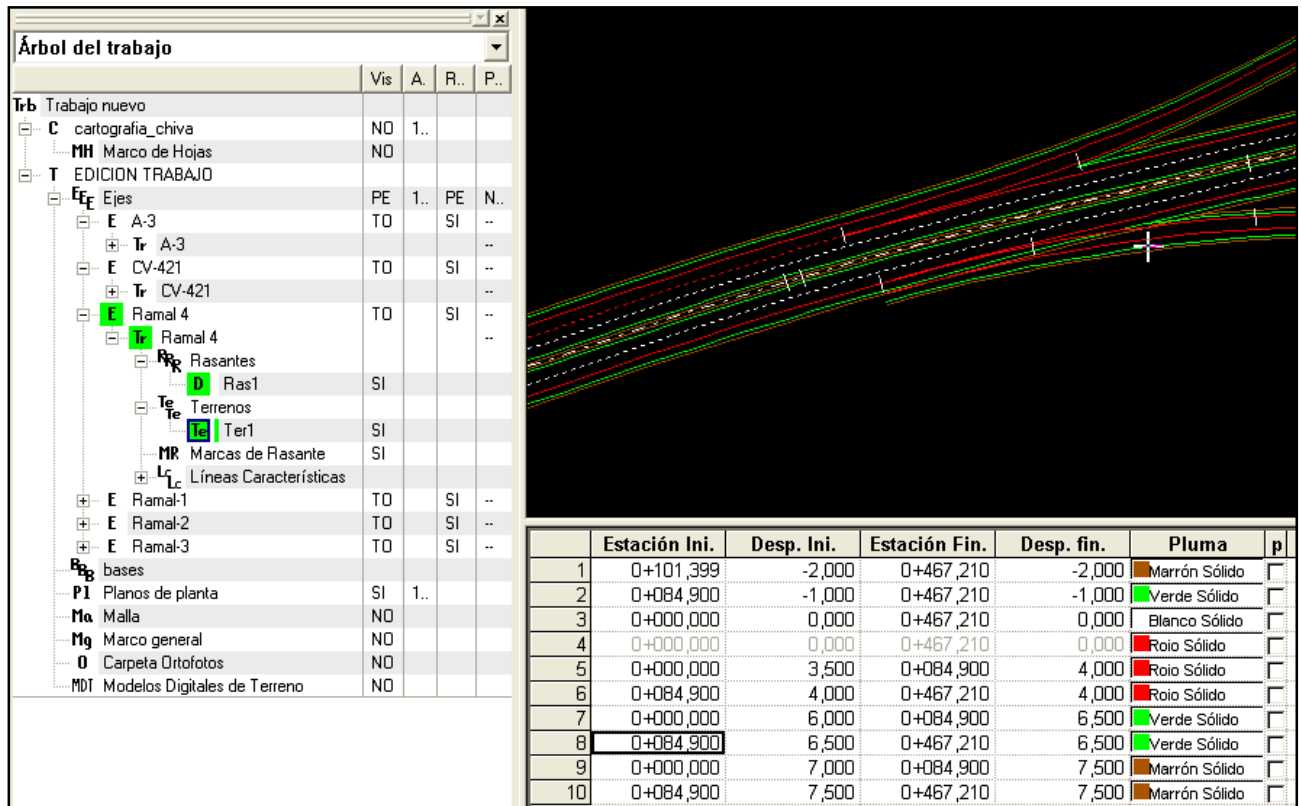 Árbol del trabajo
Vis A. R.. P..
Trb Trabajo nuevo
C cartografia_chiva NO 1..
MH Marco de Hojas NO
T EDICION TRABAJO
EEE Ejes PE 1.. PE N..
E A-3 TO SI --
Tr A-3 --
E CV-421 TO SI --
Tr CV-421 --
E Ramal 4 TO SI --
Tr Ramal 4 --
RRR Rasantes
D Ras1 SI
Te Te Terrenos
Te Ter1 SI
MR Marcas de Rasante SI
Lc Lc Líneas Características
E Ramal-1 TO SI --
E Ramal-2 TO SI --
E Ramal-3 TO SI --
BBB bases
Pl Planos de planta SI 1..
Ma Malla NO
Mg Marco general NO
O Carpeta Ortofotos NO
MDT Modelos Digitales de Terreno NO
Estación Ini. Desp. Ini. Estación Fin. Desp. fin. Pluma p
1 0+101,399 -2,000 0+467,210 -2,000 Marrón Sólido
2 0+084,900 -1,000 0+467,210 -1,000 Verde Sólido
3 0+000,000 0,000 0+467,210 0,000 Blanco Sólido
4 0+000,000 0,000 0+467,210 0,000 Rojo Sólido
5 0+000,000 3,500 0+084,900 4,000 Rojo Sólido
6 0+084,900 4,000 0+467,210 4,000 Rojo Sólido
7 0+000,000 6,000 0+084,900 6,500 Verde Sólido
8 0+084,900 6,500 0+467,210 6,500 Verde Sólido
9 0+000,000 7,000 0+084,900 7,500 Marrón Sólido
10 0+084,900 7,500 0+467,210 7,500 Marrón Sólido